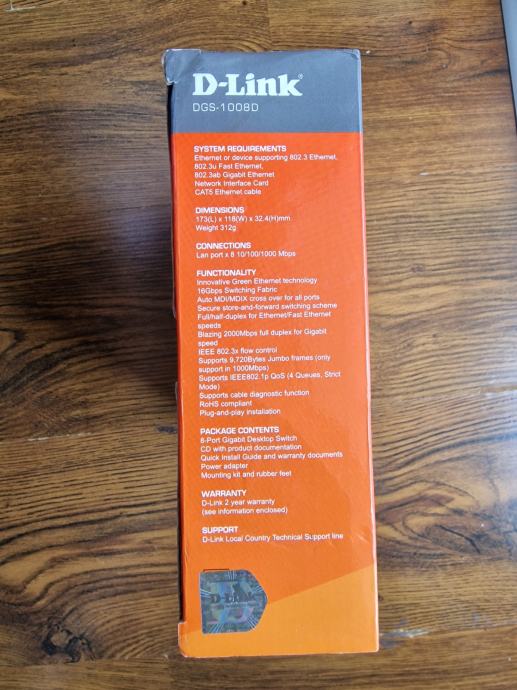 D-Link®
DGS-1008D
SYSTEM REQUIREMENTS
Ethernet or device supporting 802.3 Ethernet,
802.3u Fast Ethernet,
802.3ab Gigabit Ethernet
Network Interface Card
CAT5 Ethernet cable
DIMENSIONS
173(L) x 118(W) x 32.4(H)mm
Weight 312g
CONNECTIONS
Lan port x 8 10/100/1000 Mbps
FUNCTIONALITY
Innovative Green Ethernet technology
16Gbps Switching Fabric
Auto MDI/MDIX cross over for all ports
Secure store-and-forward switching scheme
Full/half-duplex for Ethernet/Fast Ethernet
speeds
Blazing 2000Mbps full duplex for Gigabit
speed
IEEE 802.3x flow control
Supports 9,720Bytes Jumbo frames (only
support in 1000Mbps)
Supports IEEE802.1p QoS (4 Queues, Strict
Mode)
Supports cable diagnostic function
RoHS compliant
Plug-and-play installation
PACKAGE CONTENTS
8-Port Gigabit Desktop Switch
CD with product documentation
Quick Install Guide and warranty documents
Power adapter
Mounting kit and rubber feet
WARRANTY
D-Link 2 year warranty
(see information enclosed)
SUPPORT
D-Link Local Country Technical Support line
D-Link